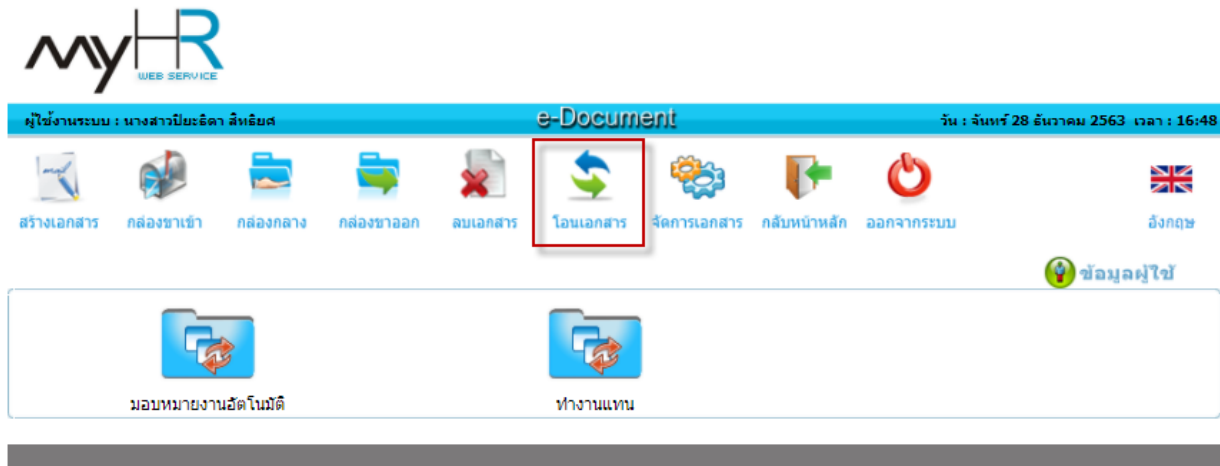 myHR
WEB SERVICE
ผู้ใช้งานระบบ : นางสาวปิยะธิดา สิทธิยศ e-Document วัน : จันทร์ 28 ธันวาคม 2563 เวลา : 16:48
สร้างเอกสาร กล่องขาเข้า กล่องกลาง กล่องขาออก ลบเอกสาร โอนเอกสาร จัดการเอกสาร กลับหน้าหลัก ออกจากระบบ อังกฤษ
ข้อมูลผู้ใช้
มอบหมายงานอัตโนมัติ ทำงานแทน